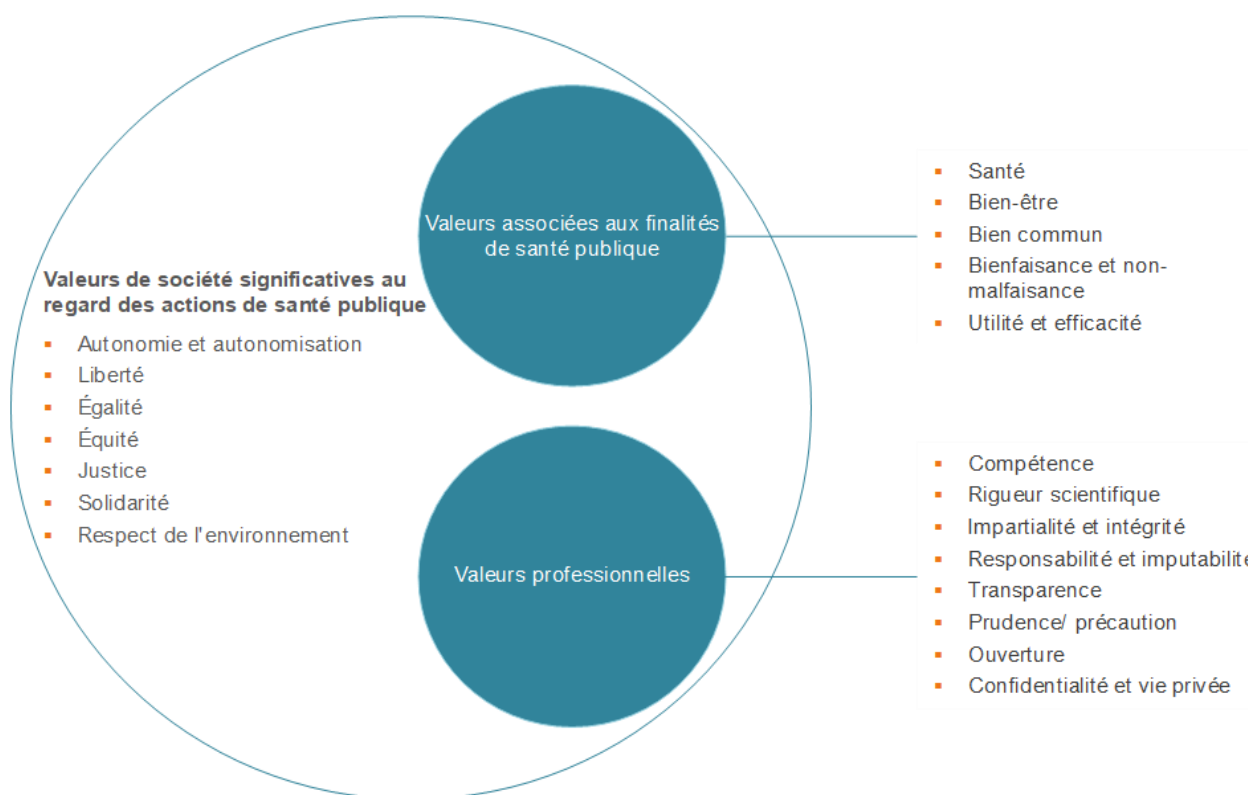 Valeurs de société significatives au
regard des actions de santé publique
Autonomie et autonomisation
Liberté
Égalité
Équité
Justice
Solidarité
Respect de l'environnement
Valeurs associées aux finalités
de santé publique
Santé
Bien-être
Bien commun
Bienfaisance et non-
malfaisance
Utilité et efficacité
Valeurs professionnelles
Compétence
Rigueur scientifique
Impartialité et intégrité
Responsabilité et imputabilité
Transparence
Prudence/ précaution
Ouverture
Confidentialité et vie privée